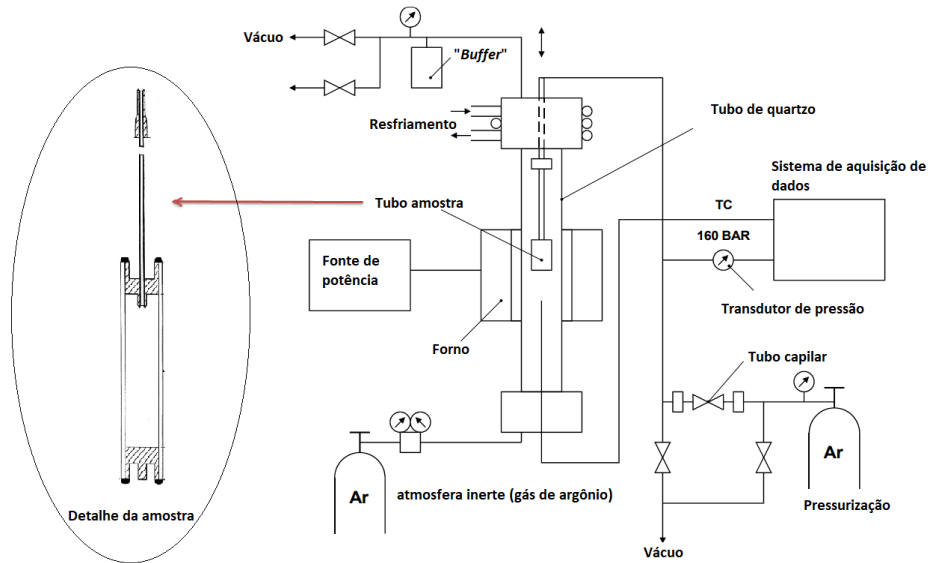 Vácuo
"Buffer"
Resfriamento
Tubo de quartzo
Sistema de aquisição de
dados
Tubo amostra
TC
160 BAR
Fonte de
potência
Transdutor de pressão
Forno
Tubo capilar
Ar
atmosfera inerte (gás de argônio)
Ar
Pressurização
Detalhe da amostra
Vácuo